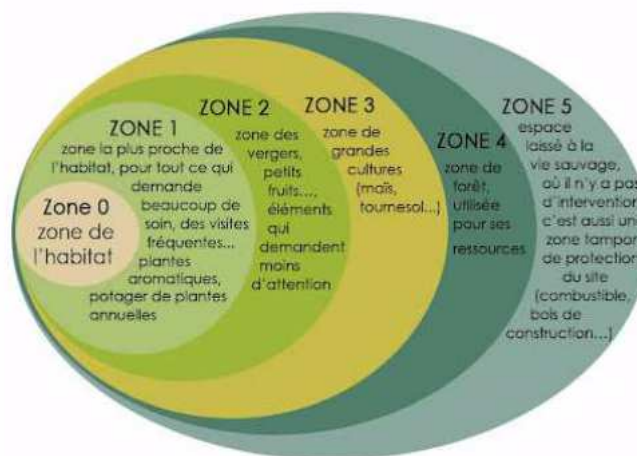 Zone 0
zone de
l'habitat
ZONE 1
zone la plus proche de
l'habitat, pour tout ce qui
demande
beaucoup de
soin, des visites
fréquentes...
plantes
aromatiques,
potager de plantes
annuelles
ZONE 2
zone des
vergers,
petits
fruits...,
éléments
qui
demandent
moins
d'attention
ZONE 3
zone de
grandes
cultures
(maïs,
tournesol...)
ZONE 4
zone de
forêt,
utilisée
pour ses
ressources
ZONE 5
espace
laissé à la
vie sauvage,
où il n'y a pas
d'intervention
c'est aussi un
zone tampon
de protection
du site
(combustible,
bois de
construction...)